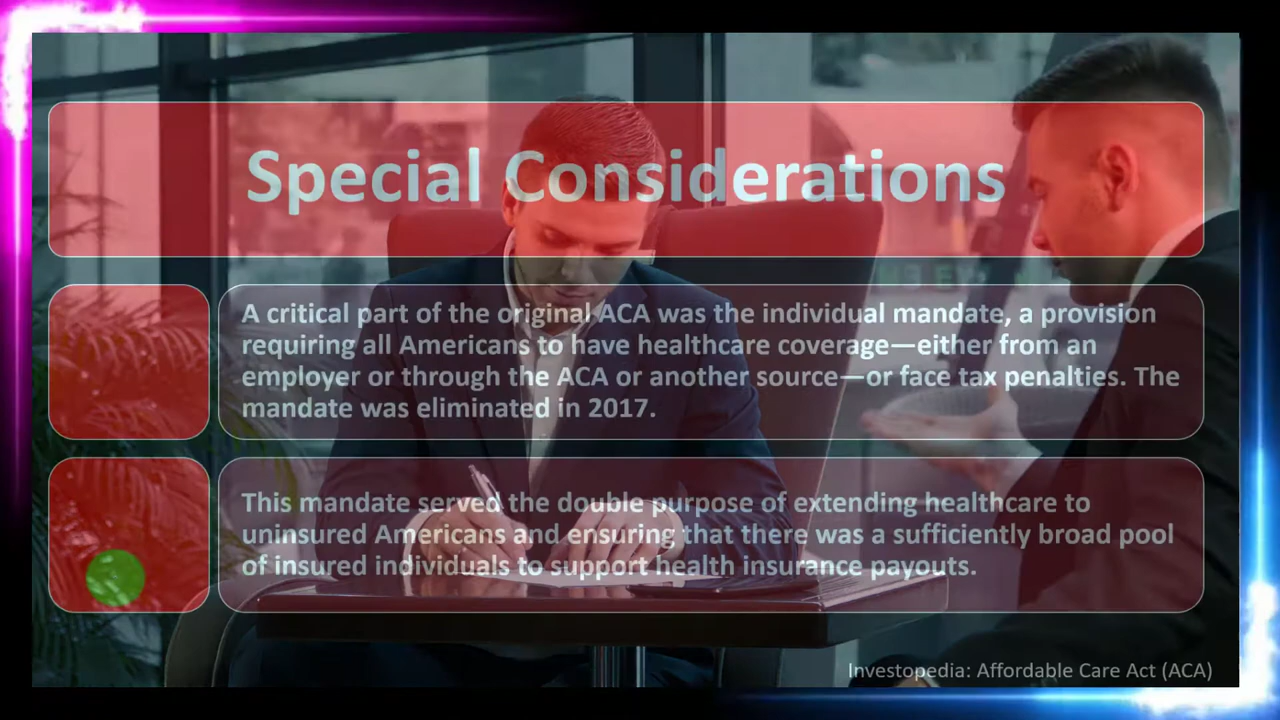 Special Considerations
A critical part of the original ACA was the individual mandate, a provision
requiring all Americans to have healthcare coverage—either from an
employer or through the ACA or another source—or face tax penalties. The
mandate was eliminated in 2017.
This mandate served the double purpose of extending healthcare to
uninsured Americans and ensuring that there was a sufficiently broad pool
of insured individuals to support health insurance payouts.
Investopedia: Affordable Care Act (ACA)